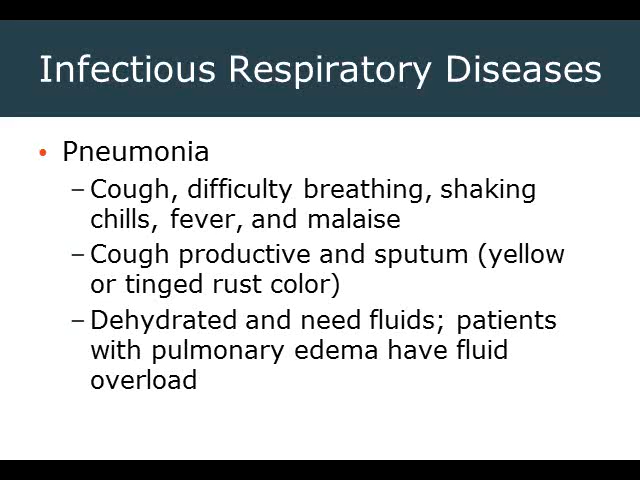 Infectious Respiratory Diseases
• Pneumonia
– Cough, difficulty breathing, shaking
chills, fever, and malaise
– Cough productive and sputum (yellow
or tinged rust color)
– Dehydrated and need fluids; patients
with pulmonary edema have fluid
overload